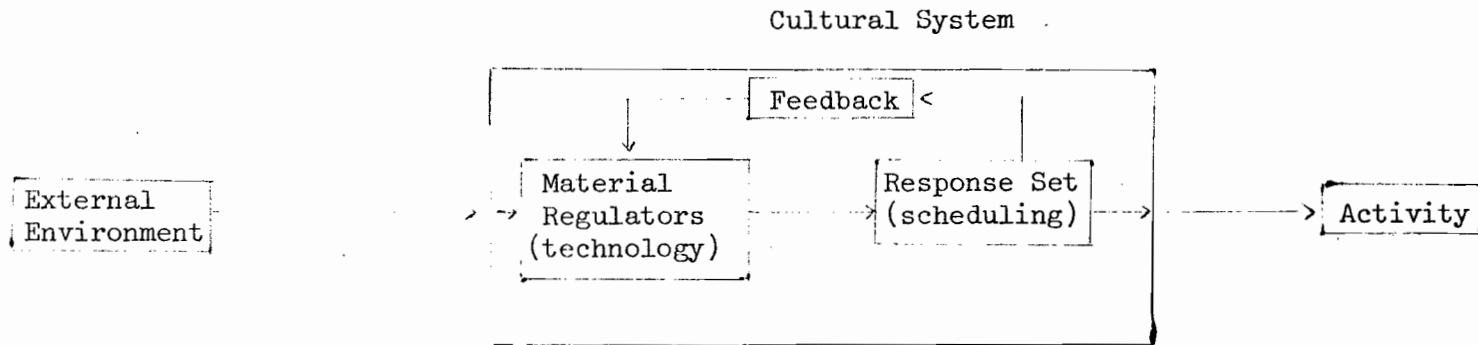 Cultural System
Feedback
External
Environment
Material
Regulators
(technology)
Response Set
(scheduling)
Activity